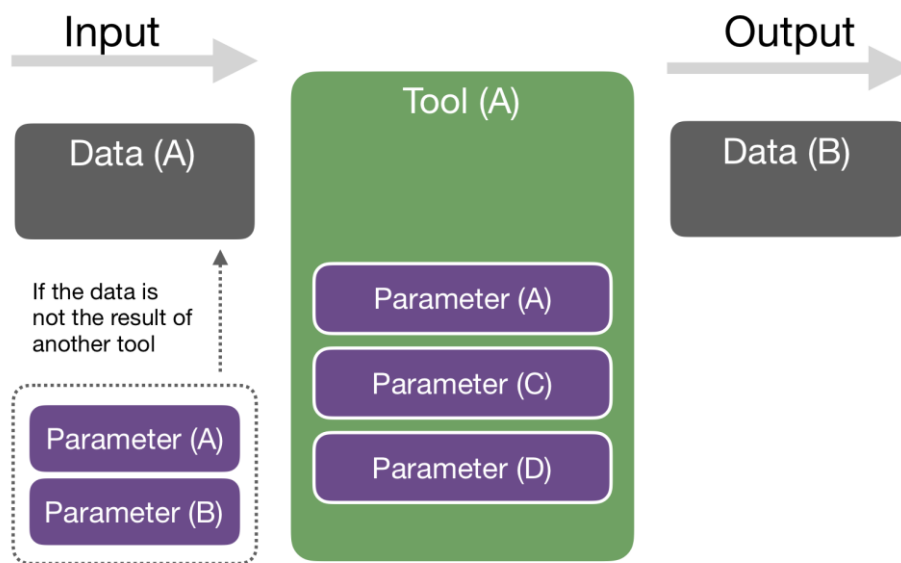 Input
Output
Data (A)
Tool (A)
Data (B)
If the data is
not the result of
another tool
Parameter (A)
Parameter (B)
Parameter (A)
Parameter (C)
Parameter (D)